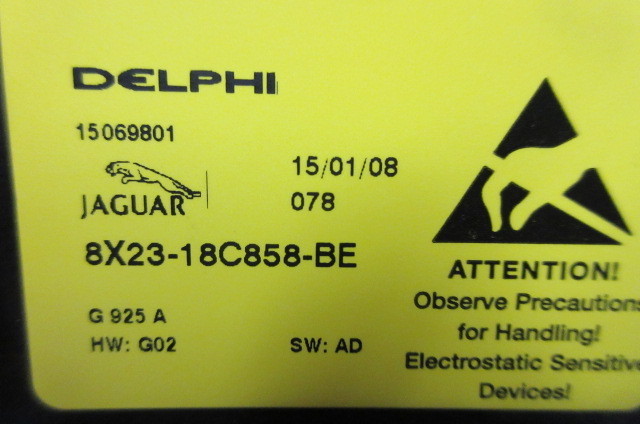 DELPHI
15069801
15/01/08
JAGUAR
078
8X23-18C858-BE
G 925 A
HW: G02
SW: AD
ATTENTION!
Observe Precautions
for Handling!
Electrostatic Sensitive
Devices!